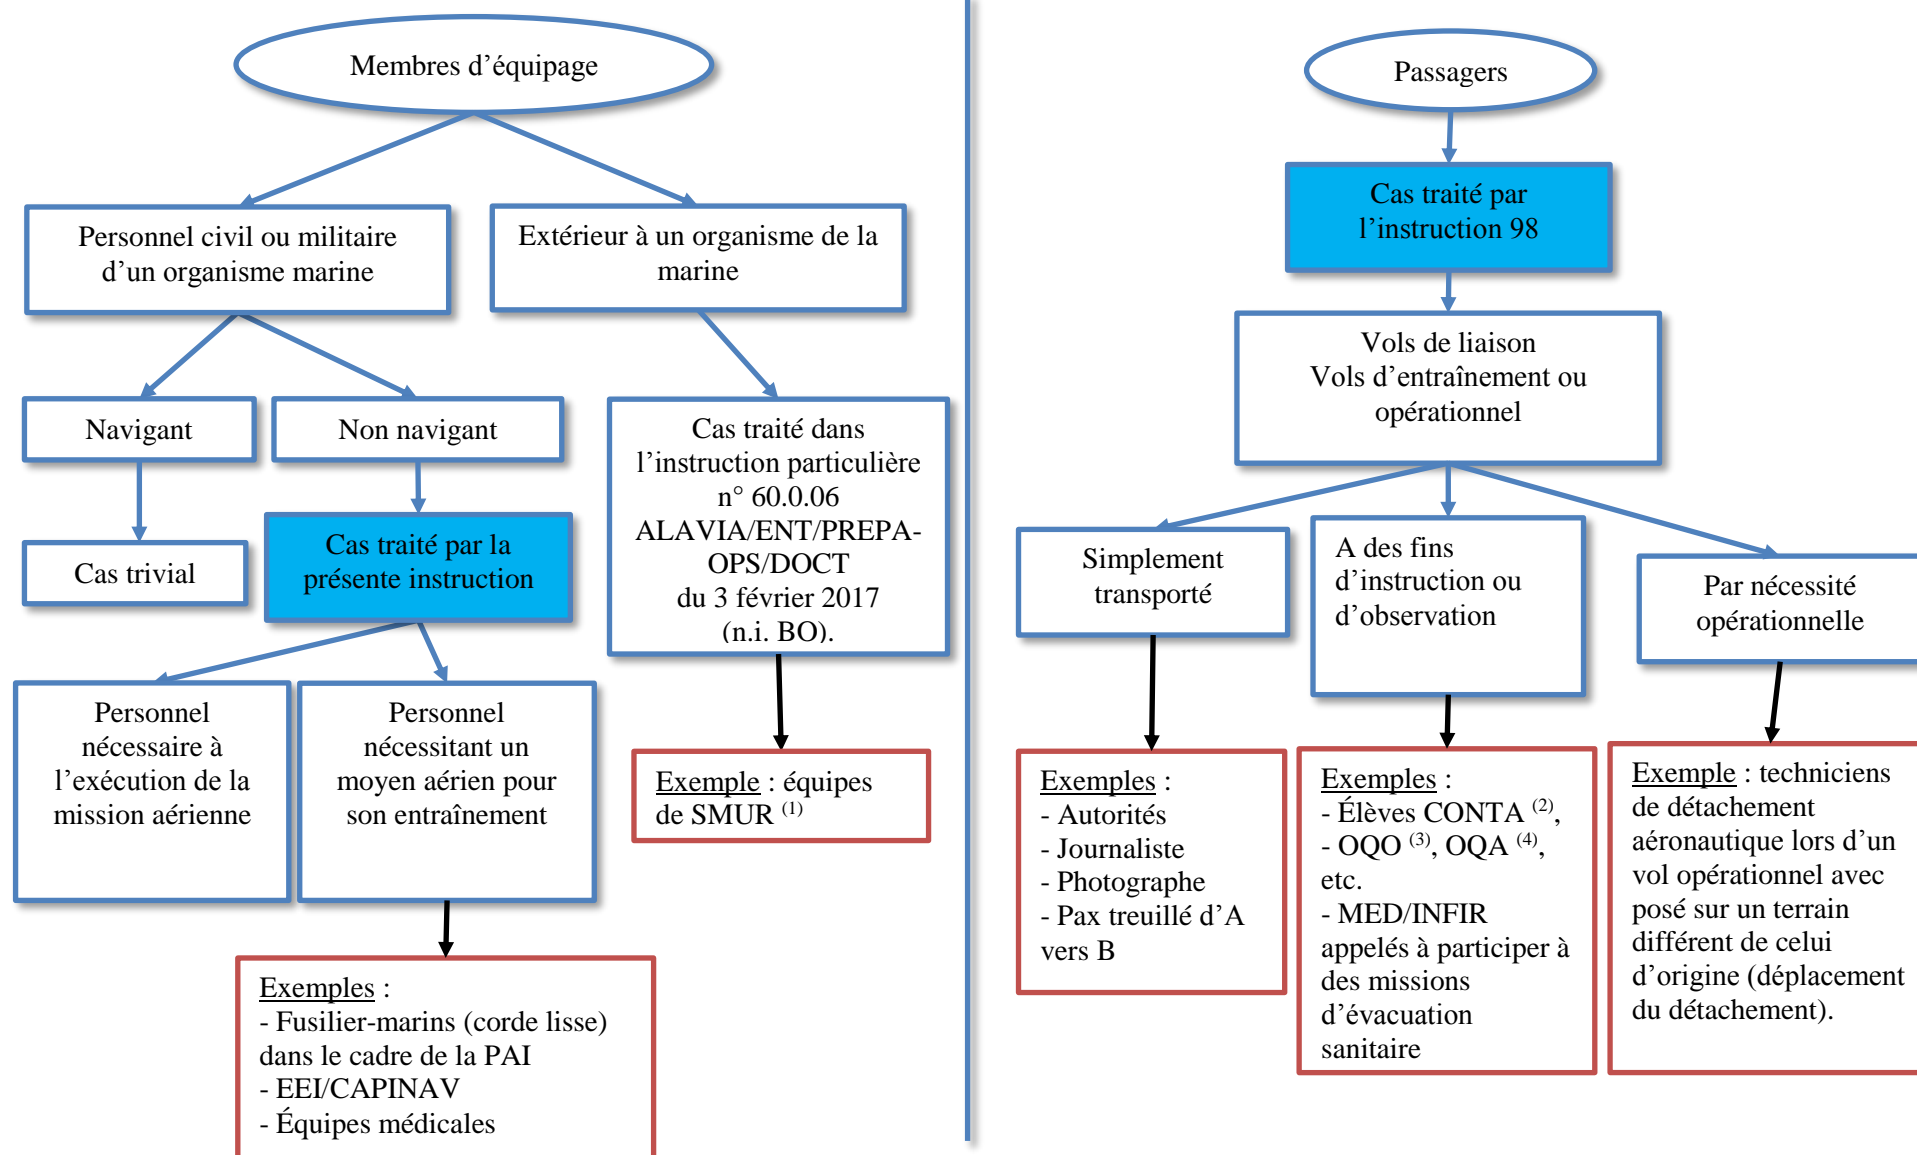 Membres d’équipage
Personnel civil ou militaire
d’un organisme marine
Extérieur à un organisme de la
marine
Navigant
Non navigant
Cas trivial
Cas traité par la
présente instruction
Cas traité dans
l’instruction particulière
n° 60.0.06
ALAVIA/ENT/PREPA-
OPS/DOCT
du 3 février 2017
(n.i. BO).
Personnel
nécessaire à
l’exécution de la
mission aérienne
Personnel
nécessitant un
moyen aérien pour
son entraînement
Exemple : équipes
de SMUR (1)
Exemples :
- Fusilier-marins (corde lisse)
dans le cadre de la PAI
- EEI/CAPINAV
- Équipes médicales
Passagers
Cas traité par
l’instruction 98
Vols de liaison
Vols d’entraînement ou
opérationnel
Simplement
transporté
A des fins
d’instruction ou
d’observation
Par nécessité
opérationnelle
Exemples :
- Autorités
- Journaliste
- Photographe
- Pax treuillé d’A
vers B
Exemples :
- Élèves CONTA (2),
- OQO (3), OQA (4),
etc.
- MED/INFIR
appelés à participer à
des missions
d’évacuation
sanitaire
Exemple : techniciens
de détachement
aéronautique lors d’un
vol opérationnel avec
posé sur un terrain
différent de celui
d’origine (déplacement
du détachement).